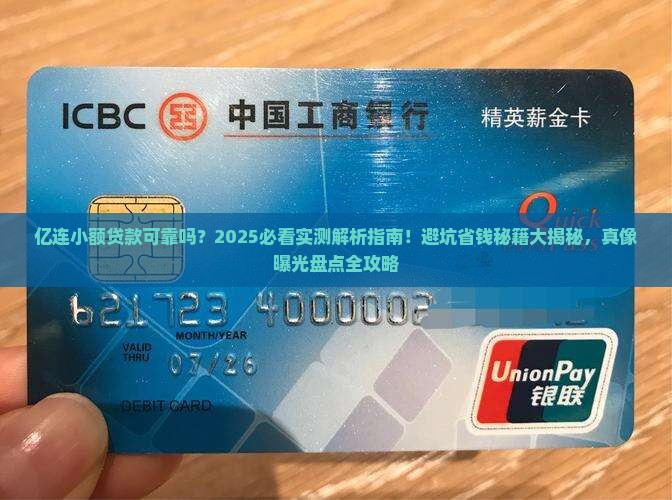 ICBC 中国工商银行 精英薪金卡
Quick
亿连小额贷款可靠吗？2025必看实测解析指南！避坑省钱秘籍大揭秘，真像
曝光盘点全攻略
621723 4000002
MONTH/YEAR
VALID
THRU
07/26
DEBIT CARD
UnionPay
银联